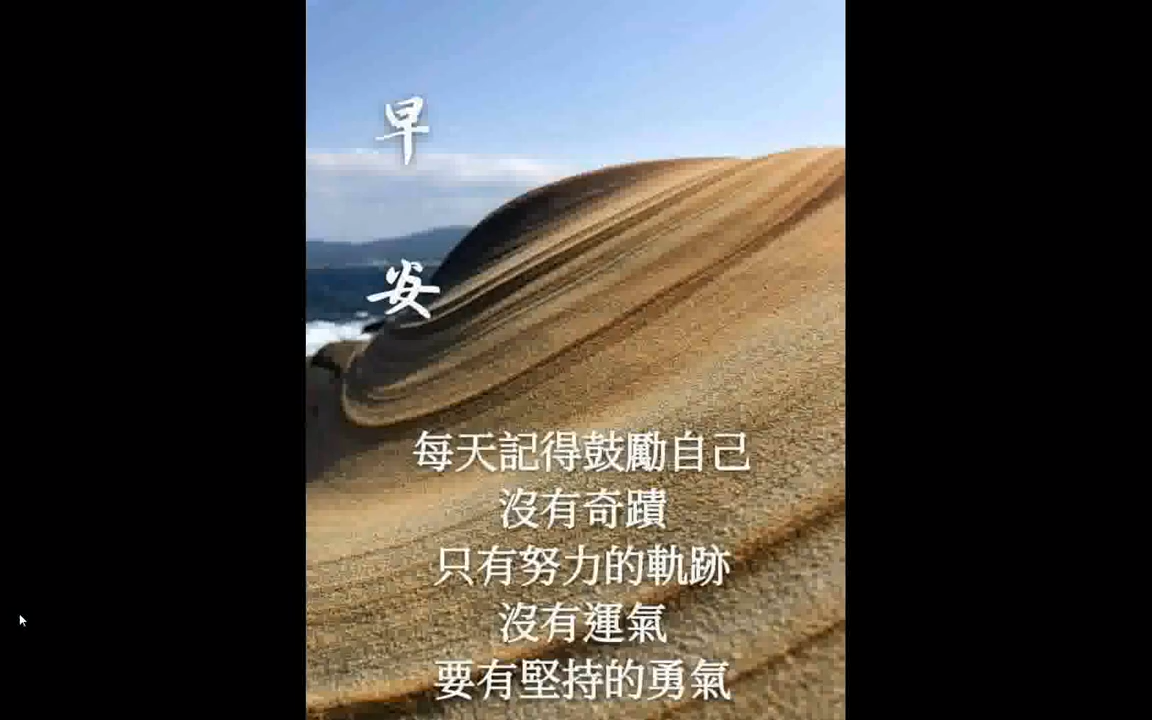 早安
每天記得鼓勵自己
沒有奇蹟
只有努力的軌跡
沒有運氣
要有堅持的勇氣